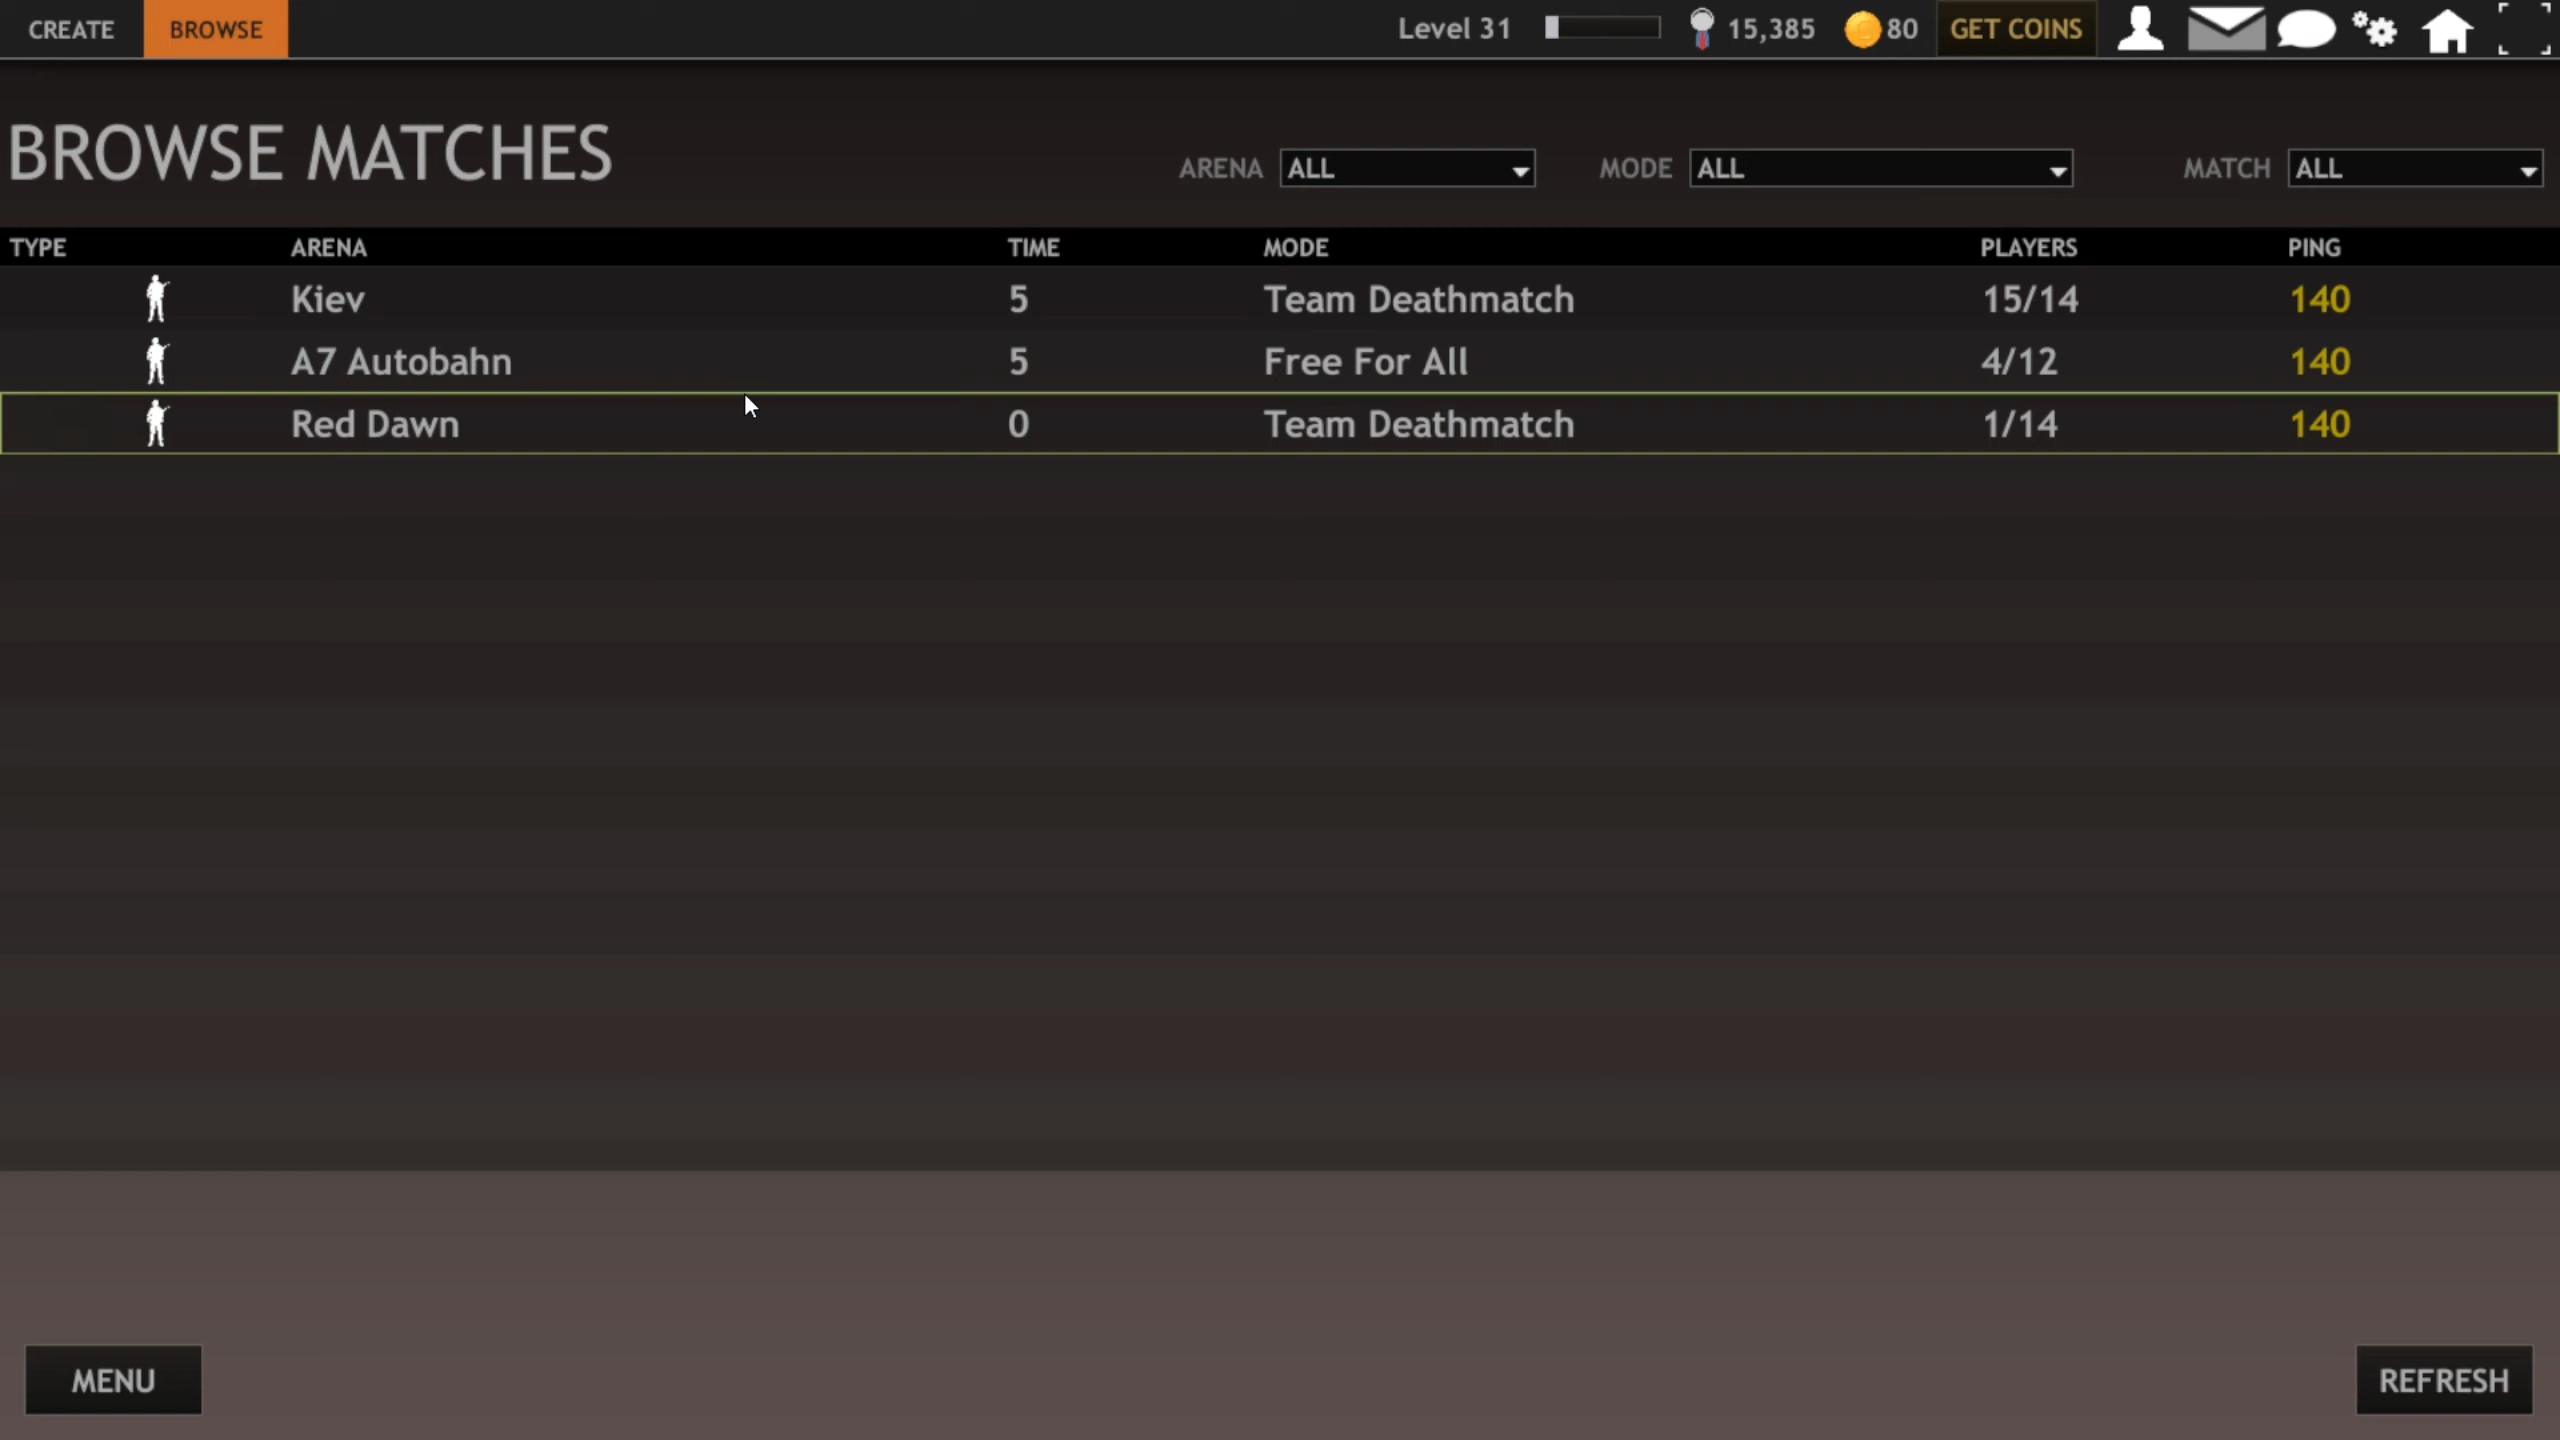 CREATE BROWSE Level 31 15,385 80 GET COINS
BROWSE MATCHES ARENA ALL MODE ALL MATCH ALL
TYPE ARENA TIME MODE PLAYERS PING
Kiev 5 Team Deathmatch 15/14 140
A7 Autobahn 5 Free For All 4/12 140
Red Dawn 0 Team Deathmatch 1/14 140
MENU REFRESH